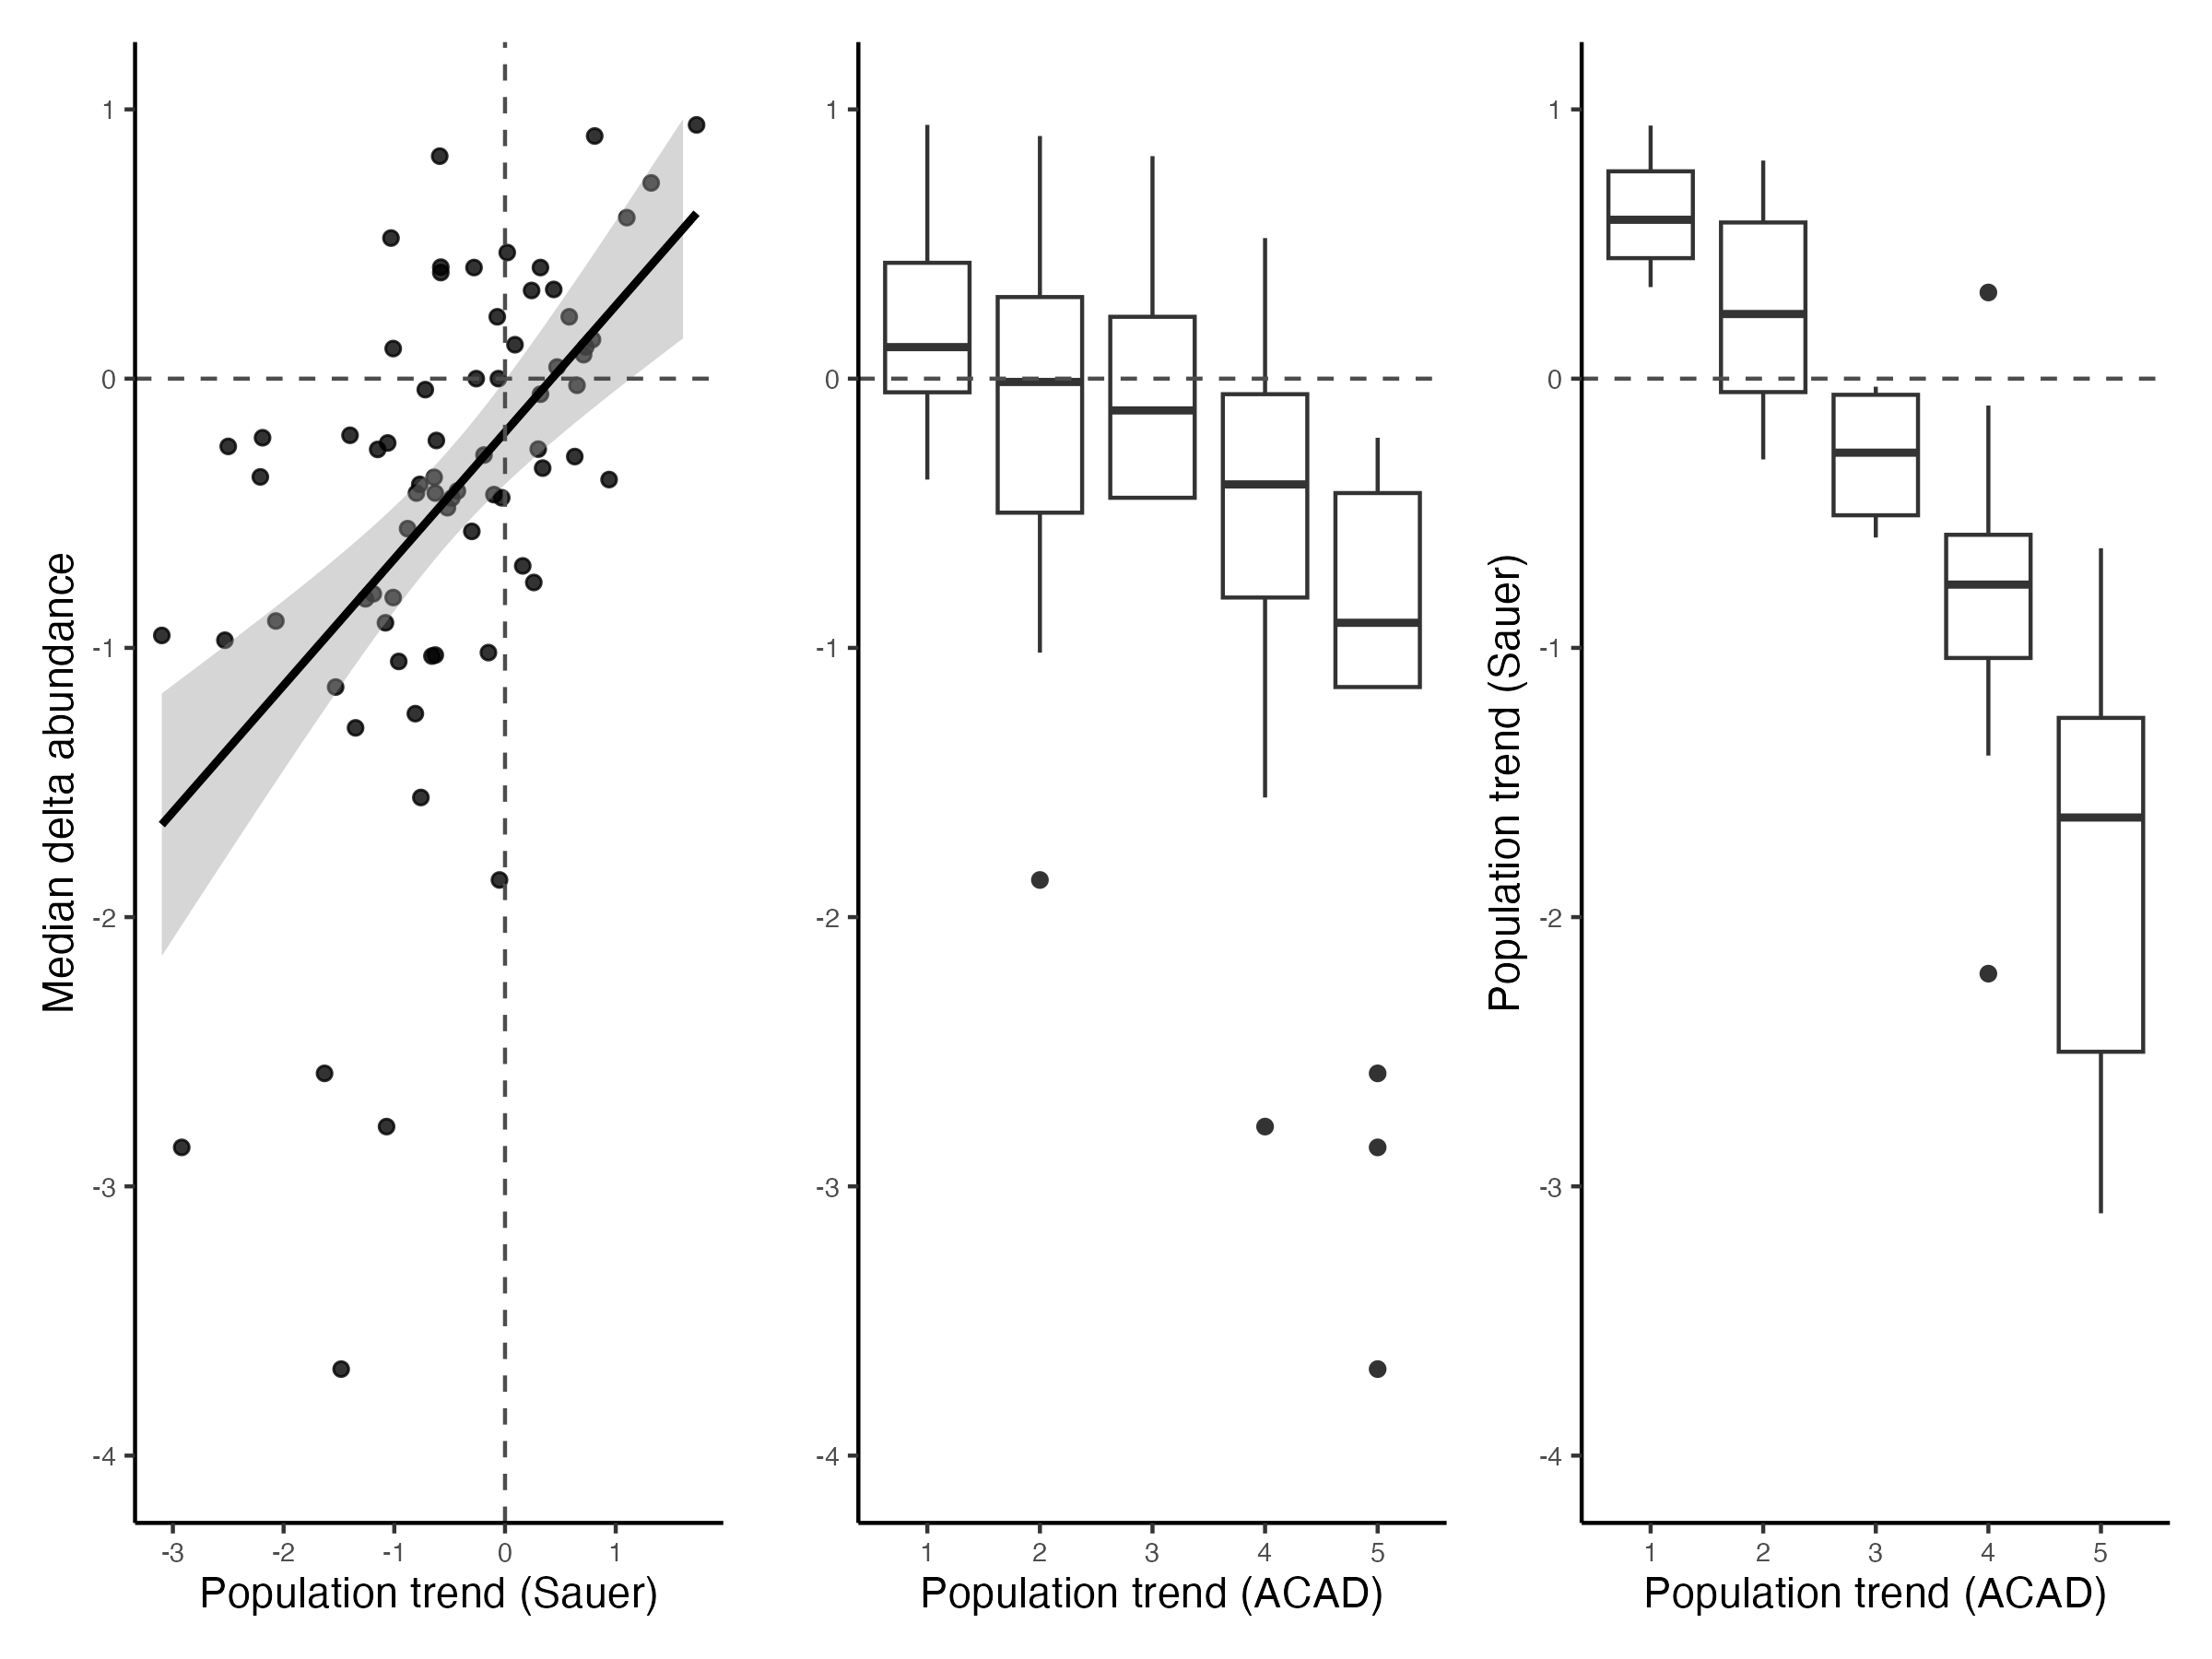 Median delta abundance
1
0
-1
-2
-3
-4
-3 -2 -1 0 1
Population trend (Sauer)
1
0
-1
-2
-3
-4
1 2 3 4 5
Population trend (ACAD)
Population trend (Sauer)
1
0
-1
-2
-3
-4
1 2 3 4 5
Population trend (ACAD)